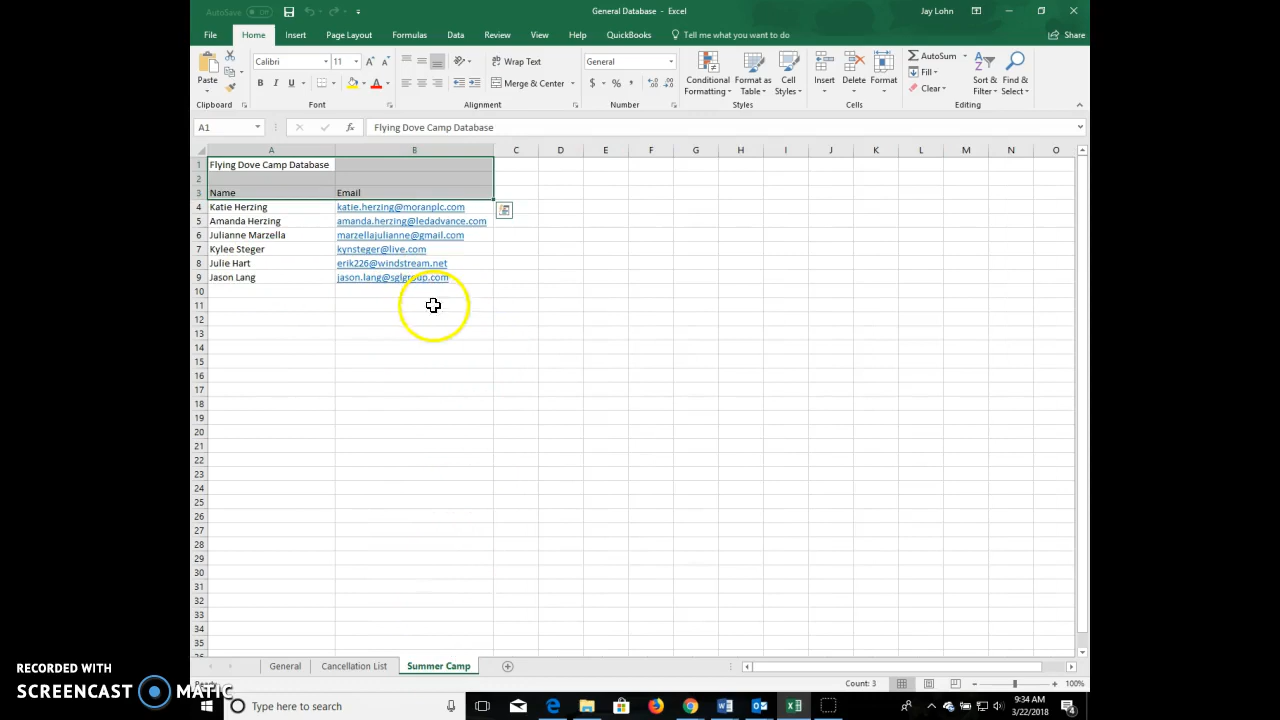 AutoSave Off
General Database - Excel
Jay Lohn
File Home Insert Page Layout Formulas Data Review View Help QuickBooks Tell me what you want to do Share
Paste
Calibri 11
B I U
A A
Wrap Text
Merge & Center
General
$ % ,
Conditional Formatting
Format as Table
Cell Styles
Insert Delete Format
AutoSum
Fill
Clear
Sort & Filter
Find & Select
Clipboard Font Alignment Number Styles Cells Editing
A1 fx Flying Dove Camp Database
A B C D E F G H I J K L M N O
1 Flying Dove Camp Database
2
3 Name Email
4 Katie Herzing katie.herzing@moranplc.com
5 Amanda Herzing amanda.herzing@ledadvance.com
6 Julianne Marzella marzellajulianne@gmail.com
7 Kylee Steger kynsteger@live.com
8 Julie Hart erik226@windstream.net
9 Jason Lang jason.lang@sglgroup.com
10
11
12
13
14
15
16
17
18
19
20
21
22
23
24
25
26
27
28
29
30
31
32
33
34
35
General Cancellation List Summer Camp
Count: 3 100%
RECORDED WITH
SCREENCAST MATIC
Type here to search
9:34 AM
3/22/2018
4